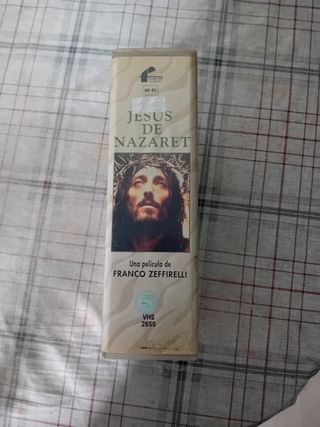 HI-FI
JESUS
DE
NAZARET
Una película de
FRANCO ZEFFIRELLI
VHS
2655